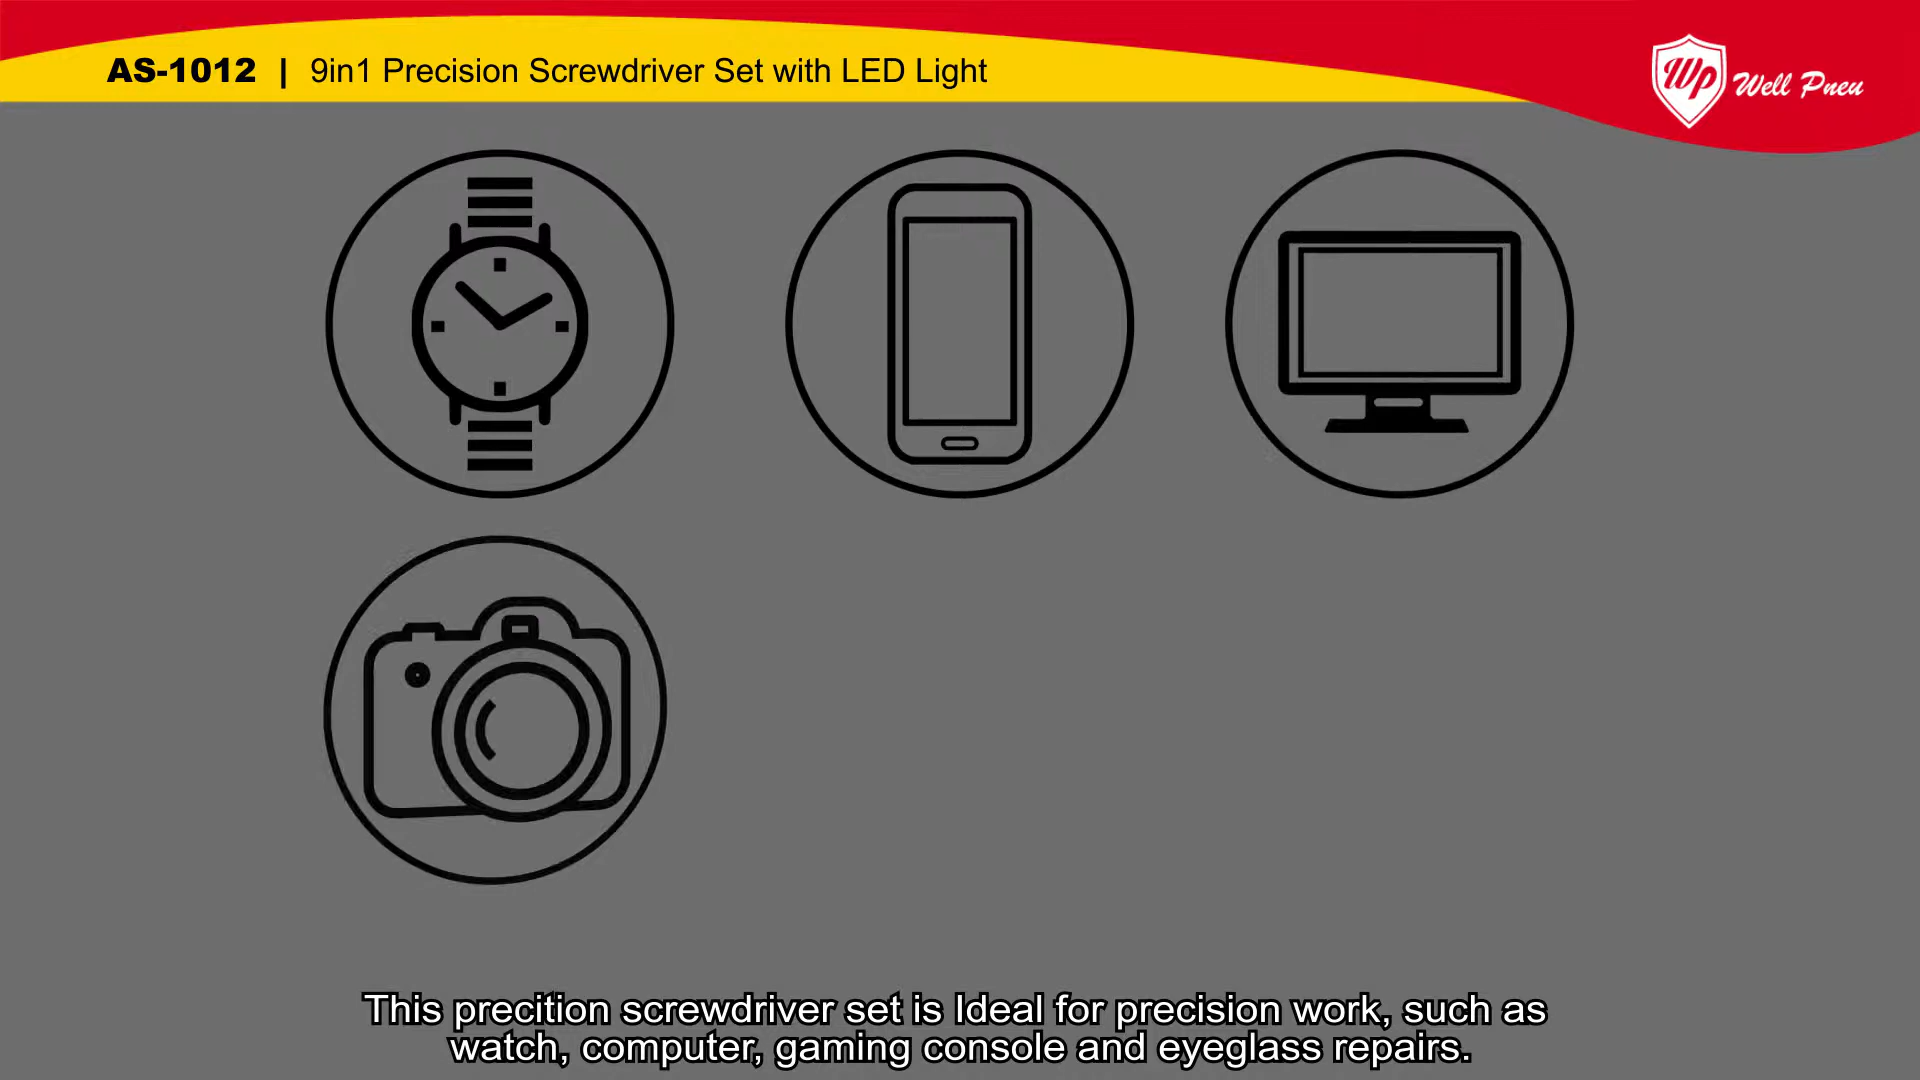 AS-1012 | 9in1 Precision Screwdriver Set with LED Light
Wp Well Pneu
This precition screwdriver set is Ideal for precision work, such as
watch, computer, gaming console and eyeglass repairs.